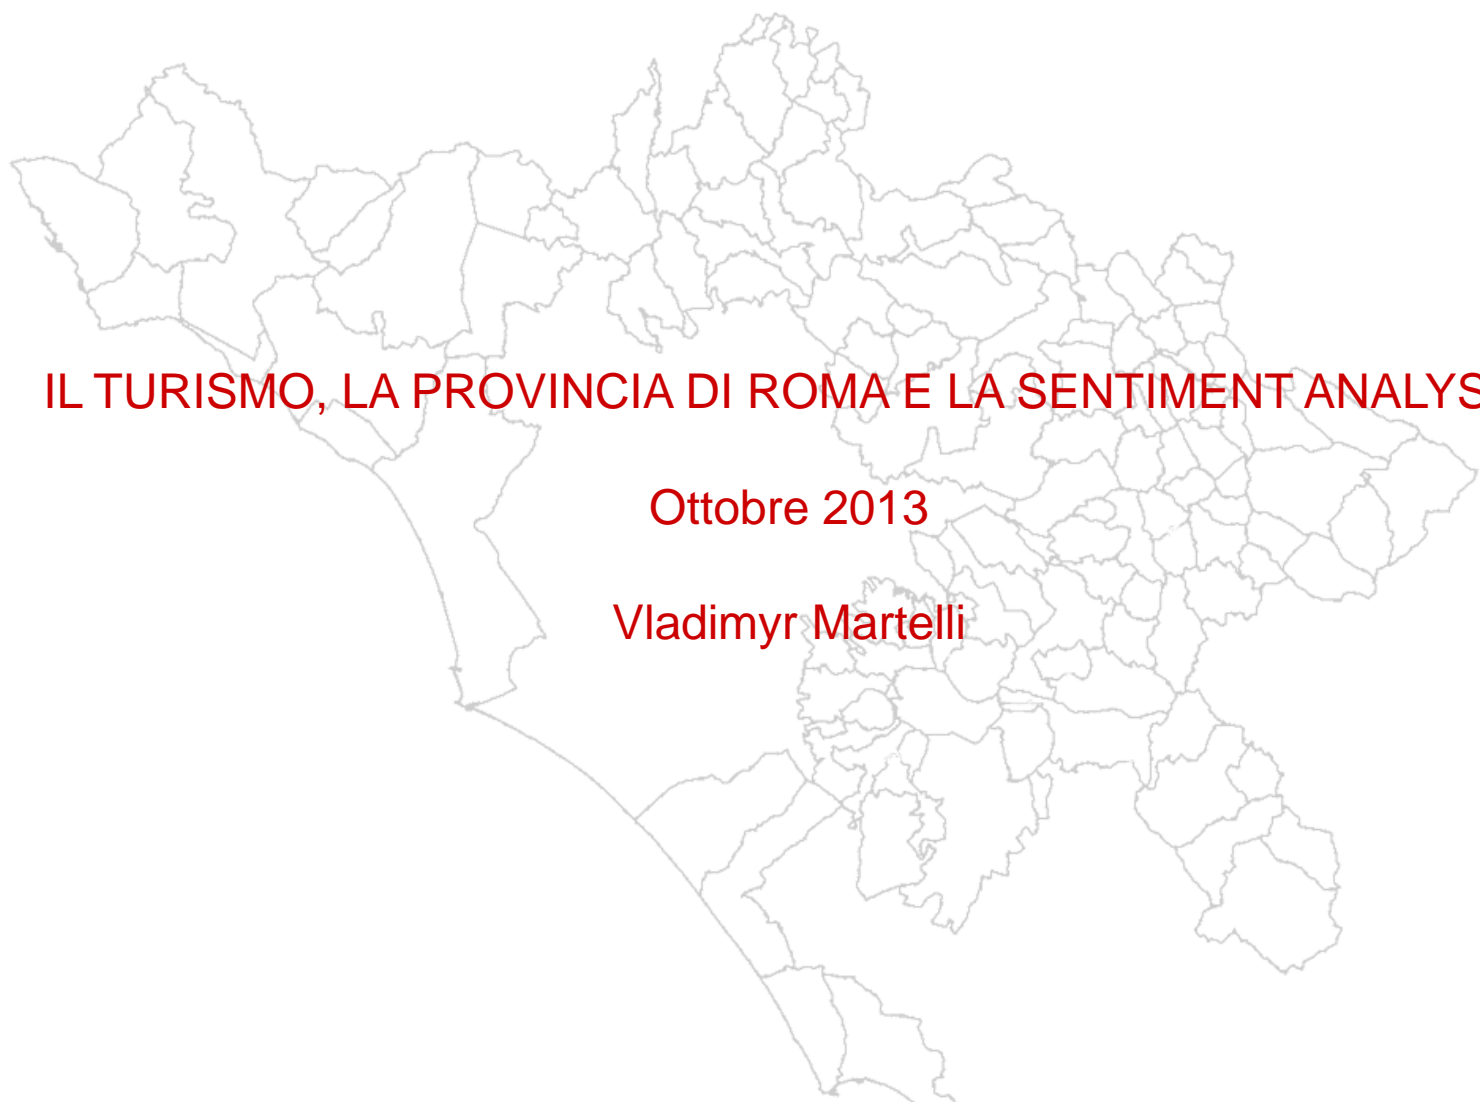 IL TURISMO, LA PROVINCIA DI ROMA E LA SENTIMENT ANALYS
Ottobre 2013
Vladimyr Martelli